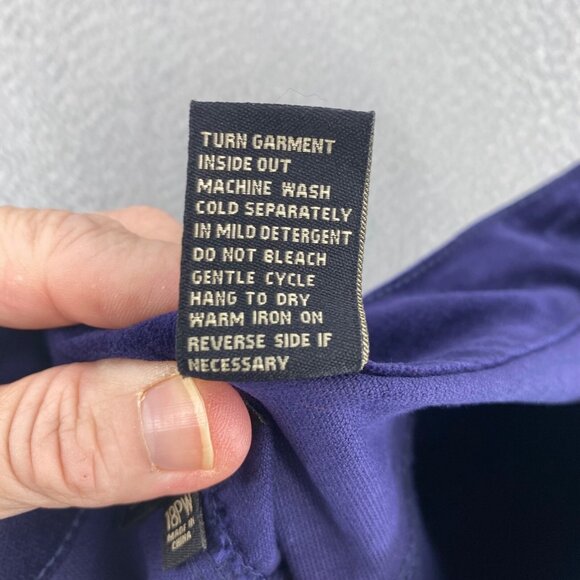 TURN GARMENT
INSIDE OUT
MACHINE WASH
COLD SEPARATELY
IN MILD DETERGENT
DO NOT BLEACH
GENTLE CYCLE
HANG TO DRY
WARM IRON ON
REVERSE SIDE IF
NECESSARY
18PW
MADE IN
CHINA